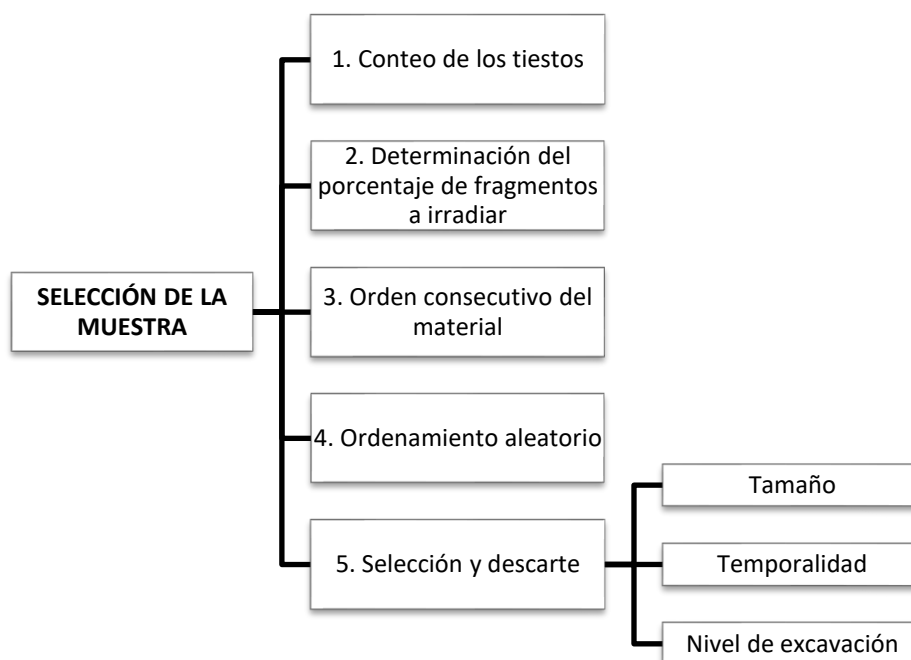 1. Conteo de los tiestos
2. Determinación del
porcentaje de fragmentos
a irradiar
SELECCIÓN DE LA
MUESTRA
3. Orden consecutivo del
material
4. Ordenamiento aleatorio
5. Selección y descarte
Tamaño
Temporalidad
Nivel de excavación